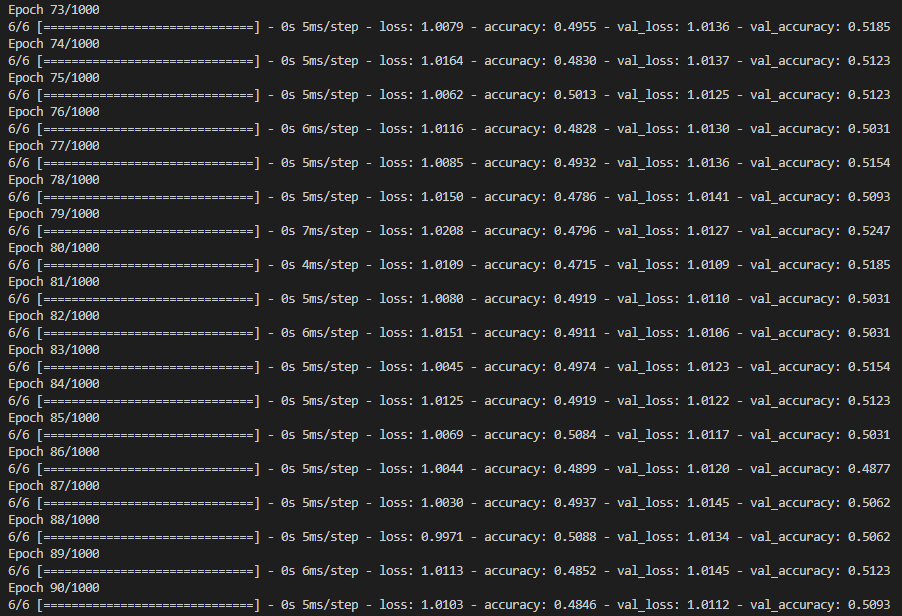 Epoch 73/1000
6/6 [==============================] - 0s 5ms/step - loss: 1.0079 - accuracy: 0.4955 - val_loss: 1.0136 - val_accuracy: 0.5185
Epoch 74/1000
6/6 [==============================] - 0s 5ms/step - loss: 1.0164 - accuracy: 0.4830 - val_loss: 1.0137 - val_accuracy: 0.5123
Epoch 75/1000
6/6 [==============================] - 0s 5ms/step - loss: 1.0062 - accuracy: 0.5013 - val_loss: 1.0125 - val_accuracy: 0.5123
Epoch 76/1000
6/6 [==============================] - 0s 6ms/step - loss: 1.0116 - accuracy: 0.4828 - val_loss: 1.0130 - val_accuracy: 0.5031
Epoch 77/1000
6/6 [==============================] - 0s 5ms/step - loss: 1.0085 - accuracy: 0.4932 - val_loss: 1.0136 - val_accuracy: 0.5154
Epoch 78/1000
6/6 [==============================] - 0s 5ms/step - loss: 1.0150 - accuracy: 0.4786 - val_loss: 1.0141 - val_accuracy: 0.5093
Epoch 79/1000
6/6 [==============================] - 0s 7ms/step - loss: 1.0208 - accuracy: 0.4796 - val_loss: 1.0127 - val_accuracy: 0.5247
Epoch 80/1000
6/6 [==============================] - 0s 4ms/step - loss: 1.0109 - accuracy: 0.4715 - val_loss: 1.0109 - val_accuracy: 0.5185
Epoch 81/1000
6/6 [==============================] - 0s 5ms/step - loss: 1.0080 - accuracy: 0.4919 - val_loss: 1.0110 - val_accuracy: 0.5031
Epoch 82/1000
6/6 [==============================] - 0s 6ms/step - loss: 1.0151 - accuracy: 0.4911 - val_loss: 1.0106 - val_accuracy: 0.5031
Epoch 83/1000
6/6 [==============================] - 0s 5ms/step - loss: 1.0045 - accuracy: 0.4974 - val_loss: 1.0123 - val_accuracy: 0.5154
Epoch 84/1000
6/6 [==============================] - 0s 5ms/step - loss: 1.0125 - accuracy: 0.4919 - val_loss: 1.0122 - val_accuracy: 0.5123
Epoch 85/1000
6/6 [==============================] - 0s 5ms/step - loss: 1.0069 - accuracy: 0.5084 - val_loss: 1.0117 - val_accuracy: 0.5031
Epoch 86/1000
6/6 [==============================] - 0s 5ms/step - loss: 1.0044 - accuracy: 0.4899 - val_loss: 1.0120 - val_accuracy: 0.4877
Epoch 87/1000
6/6 [==============================] - 0s 5ms/step - loss: 1.0030 - accuracy: 0.4937 - val_loss: 1.0145 - val_accuracy: 0.5062
Epoch 88/1000
6/6 [==============================] - 0s 5ms/step - loss: 0.9971 - accuracy: 0.5088 - val_loss: 1.0134 - val_accuracy: 0.5062
Epoch 89/1000
6/6 [==============================] - 0s 6ms/step - loss: 1.0113 - accuracy: 0.4852 - val_loss: 1.0145 - val_accuracy: 0.5123
Epoch 90/1000
6/6 [==============================] - 0s 5ms/step - loss: 1.0103 - accuracy: 0.4846 - val_loss: 1.0112 - val_accuracy: 0.5093